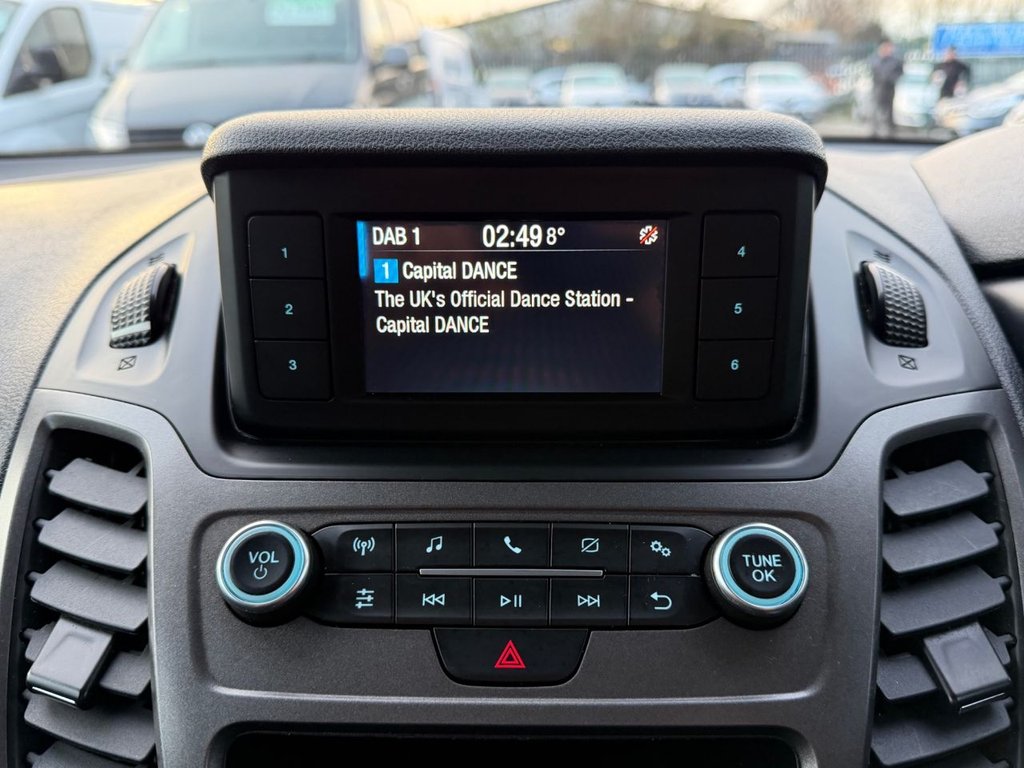 DAB 1 02:49 8°
1 Capital DANCE
The UK's Official Dance Station -
Capital DANCE
1
2
3
4
5
6
VOL
TUNE
OK